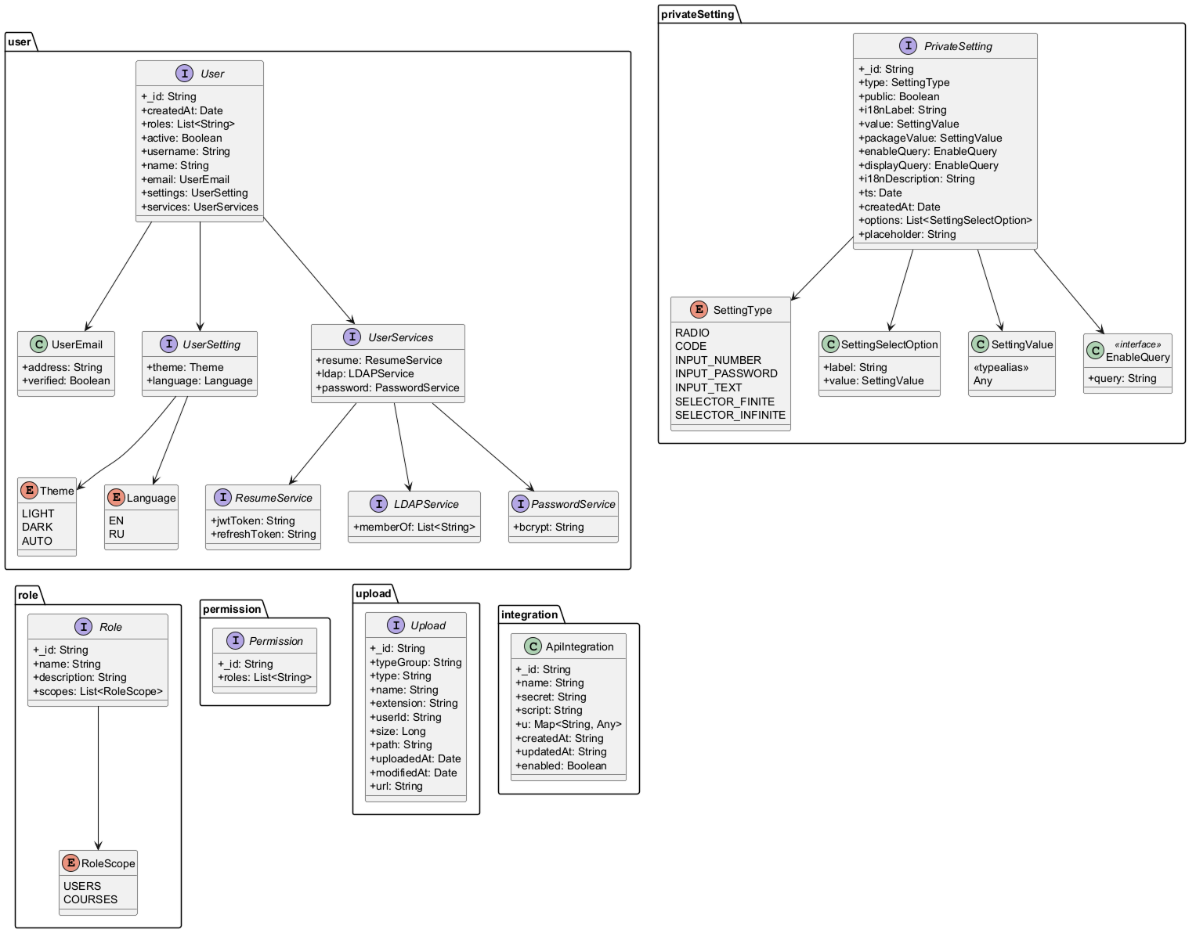 user
I User
+_id: String
+createdAt: Date
+roles: List<String>
+active: Boolean
+username: String
+name: String
+email: UserEmail
+settings: UserSetting
+services: UserServices
C UserEmail
+address: String
+verified: Boolean
I UserSetting
+theme: Theme
+language: Language
I UserServices
+resume: ResumeService
+ldap: LDAPService
+password: PasswordService
E Theme
LIGHT
DARK
AUTO
E Language
EN
RU
I ResumeService
+jwtToken: String
+refreshToken: String
I LDAPService
+memberOf: List<String>
I PasswordService
+bcrypt: String
privateSetting
I PrivateSetting
+_id: String
+type: SettingType
+public: Boolean
+i18nLabel: String
+value: SettingValue
+packageValue: SettingValue
+enableQuery: EnableQuery
+displayQuery: EnableQuery
+i18nDescription: String
+ts: Date
+createdAt: Date
+options: List<SettingSelectOption>
+placeholder: String
E SettingType
RADIO
CODE
INPUT_NUMBER
INPUT_PASSWORD
INPUT_TEXT
SELECTOR_FINITE
SELECTOR_INFINITE
C SettingSelectOption
+label: String
+value: SettingValue
C SettingValue
«typealias»
Any
«interface»
C EnableQuery
+query: String
role
I Role
+_id: String
+name: String
+description: String
+scopes: List<RoleScope>
E RoleScope
USERS
COURSES
permission
I Permission
+_id: String
+roles: List<String>
upload
I Upload
+_id: String
+typeGroup: String
+type: String
+name: String
+extension: String
+userId: String
+size: Long
+path: String
+uploadedAt: Date
+modifiedAt: Date
+url: String
integration
C ApiIntegration
+_id: String
+name: String
+secret: String
+script: String
+u: Map<String, Any>
+createdAt: String
+updatedAt: String
+enabled: Boolean